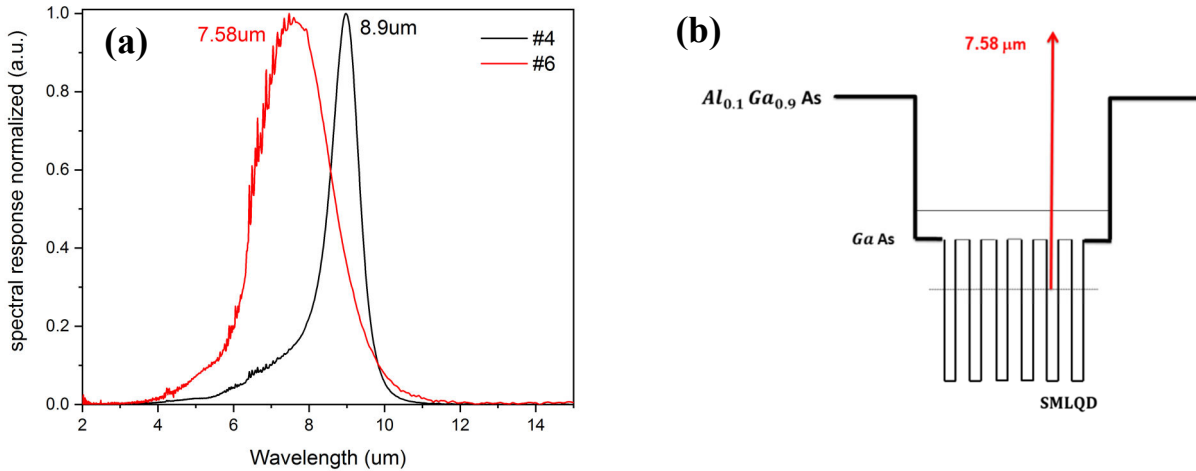 (a)
7.58um
8.9um
#4
#6
spectral response normalized (a.u.)
1.0
0.8
0.6
0.4
0.2
0.0
2 4 6 8 10 12 14
Wavelength (um)
(b)
7.58 µm
Al0.1 Ga0.9 As
Ga As
SMLQD